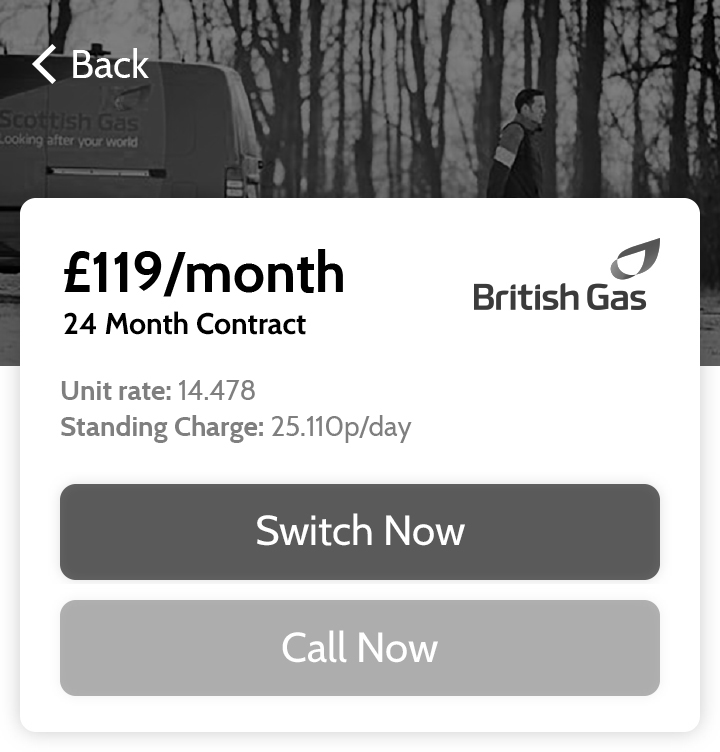 Back
Scottish Gas
Looking after your world
£119/month
British Gas
24 Month Contract
Unit rate: 14.478
Standing Charge: 25.110p/day
Switch Now
Call Now